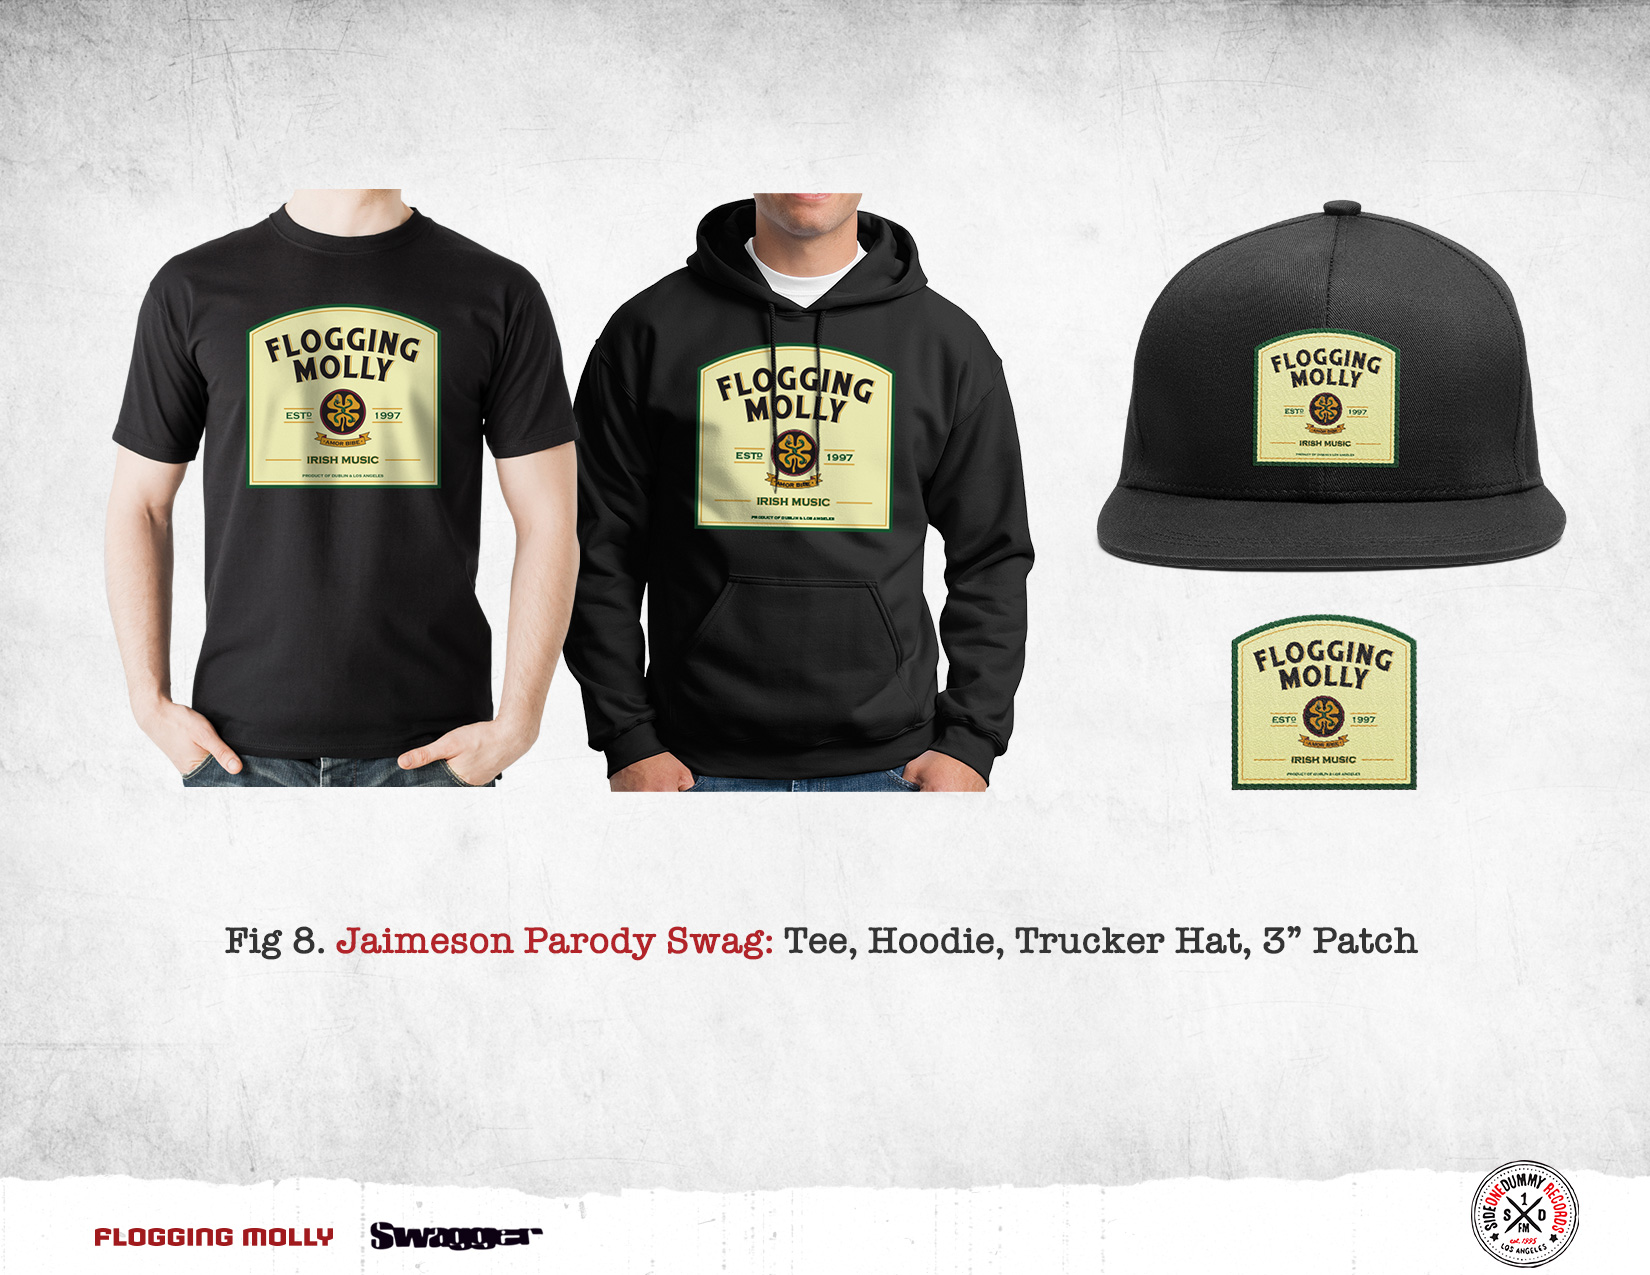 FLOGGING
MOLLY
ESTD 1997
AMOR BIBE
IRISH MUSIC
PRODUCT OF DUBLIN & LOS ANGELES
FLOGGING
MOLLY
ESTD 1997
AMOR BIBE
IRISH MUSIC
PRODUCT OF DUBLIN & LOS ANGELES
FLOGGING
MOLLY
ESTD 1997
AMOR BIBE
IRISH MUSIC
PRODUCT OF DUBLIN & LOS ANGELES
FLOGGING
MOLLY
ESTD 1997
AMOR BIBE
IRISH MUSIC
PRODUCT OF DUBLIN & LOS ANGELES
Fig 8. Jaimeson Parody Swag: Tee, Hoodie, Trucker Hat, 3” Patch
FLOGGING MOLLY Swagger
SIDEONEDUMMY RECORDS
1
S D
FM
est. 1995
LOS ANGELES